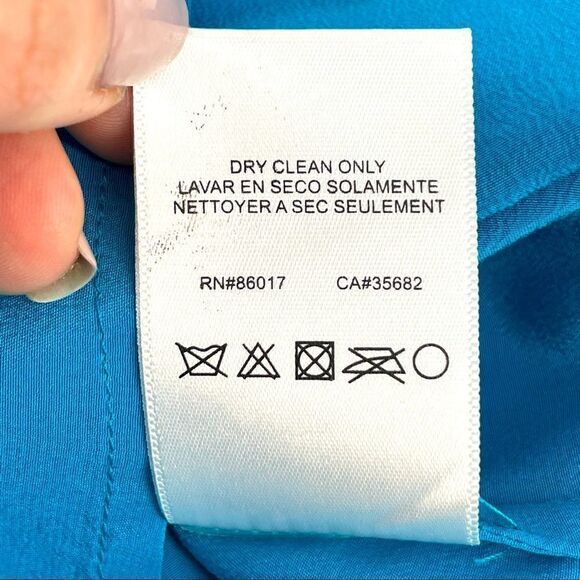 DRY CLEAN ONLY
LAVAR EN SECO SOLAMENTE
NETTOYER A SEC SEULEMENT
RN#86017 CA#35682